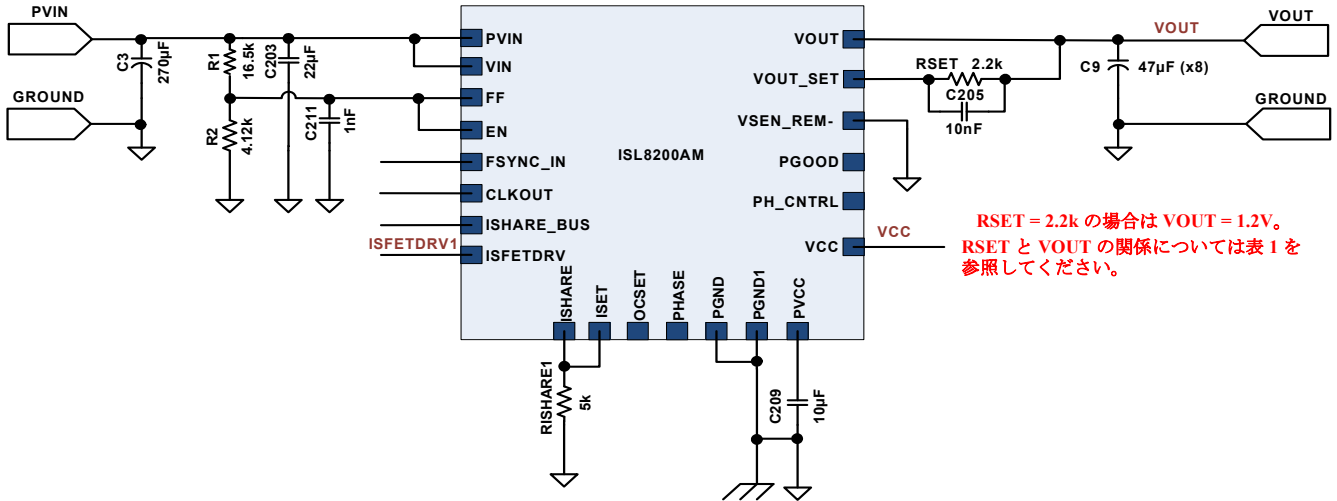 PVIN
GROUND
C3
270µF
R1
16.5k
C203
22µF
R2
4.12k
C211
1nF
PVIN
VIN
FF
EN
FSYNC_IN
CLKOUT
ISHARE_BUS
ISFETDRV1
ISFETDRV
ISL8200AM
VOUT
VOUT_SET
VSEN_REM-
PGOOD
PH_CNTRL
VCC
VCC
ISHARE
ISET
OCSET
PHASE
PGND
PGND1
PVCC
RISHARE1
5k
C209
10µF
RSET 2.2k
C205
10nF
VOUT
VOUT
C9 47µF (x8)
GROUND
RSET = 2.2k の場合は VOUT = 1.2V。
RSET と VOUT の関係については表 1 を
参照してください。